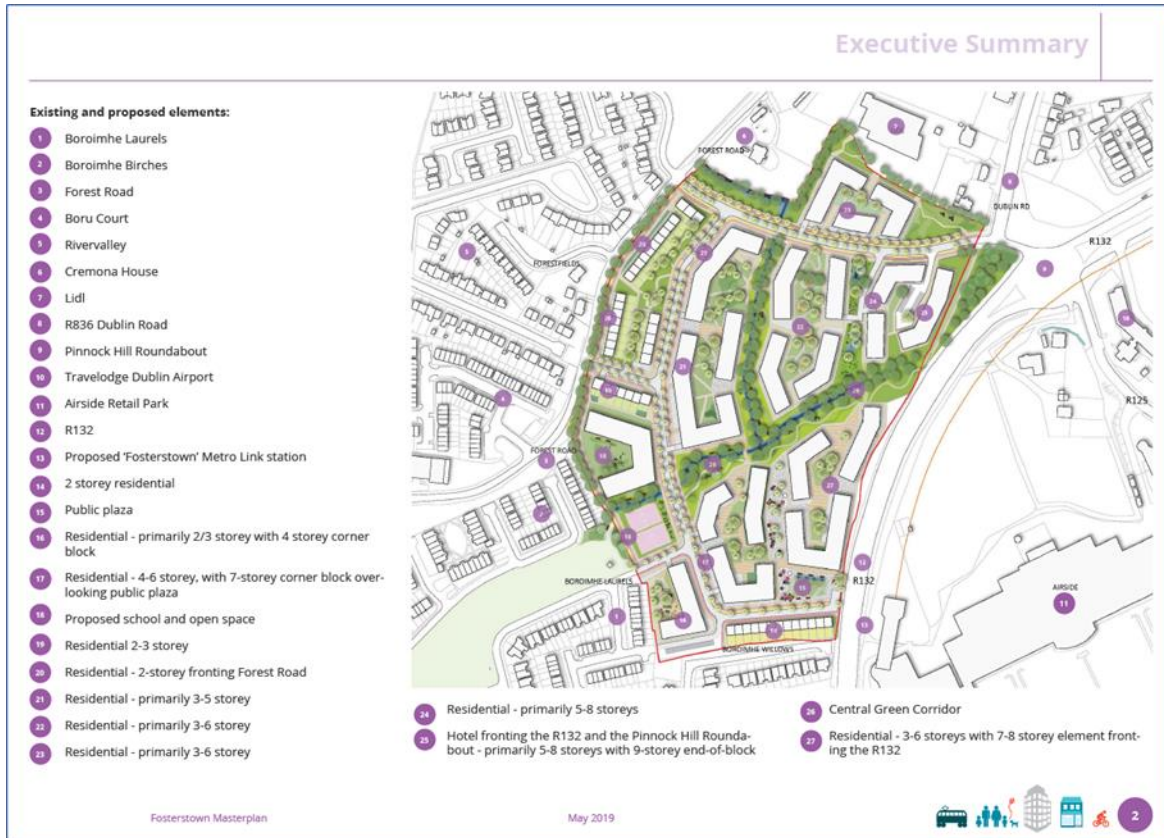 Executive Summary
Existing and proposed elements:
1 Boroimhe Laurels
2 Boroimhe Birches
3 Forest Road
4 Boru Court
5 Rivervalley
6 Cremona House
7 Lidl
8 R836 Dublin Road
9 Pinnock Hill Roundabout
10 Travelodge Dublin Airport
11 Airside Retail Park
12 R132
13 Proposed ‘Fosterstown’ Metro Link station
14 2 storey residential
15 Public plaza
16 Residential - primarily 2/3 storey with 4 storey corner
block
17 Residential - 4-6 storey, with 7-storey corner block over-
looking public plaza
18 Proposed school and open space
19 Residential 2-3 storey
20 Residential - 2-storey fronting Forest Road
21 Residential - primarily 3-5 storey
22 Residential - primarily 3-6 storey
23 Residential - primarily 3-6 storey
FOREST ROAD
DUBLIN RD
R132
FORESTFIELDS
R125
FOREST ROAD
BOROIMHE LAURELS
R132
AIRSIDE
11
BOROIMHE WILLOWS
24 Residential - primarily 5-8 storeys
25 Hotel fronting the R132 and the Pinnock Hill Rounda-
bout - primarily 5-8 storeys with 9-storey end-of-block
26 Central Green Corridor
27 Residential - 3-6 storeys with 7-8 storey element front-
ing the R132
Fosterstown Masterplan
May 2019
2